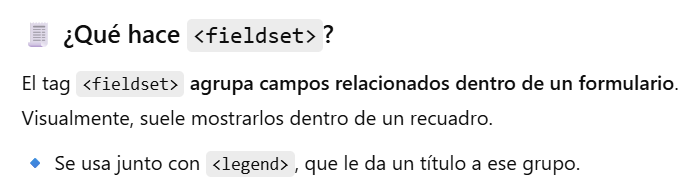 ¿Qué hace <fieldset>?
El tag <fieldset> agrupa campos relacionados dentro de un formulario.
Visualmente, suele mostrarlos dentro de un recuadro.
Se usa junto con <legend>, que le da un título a ese grupo.